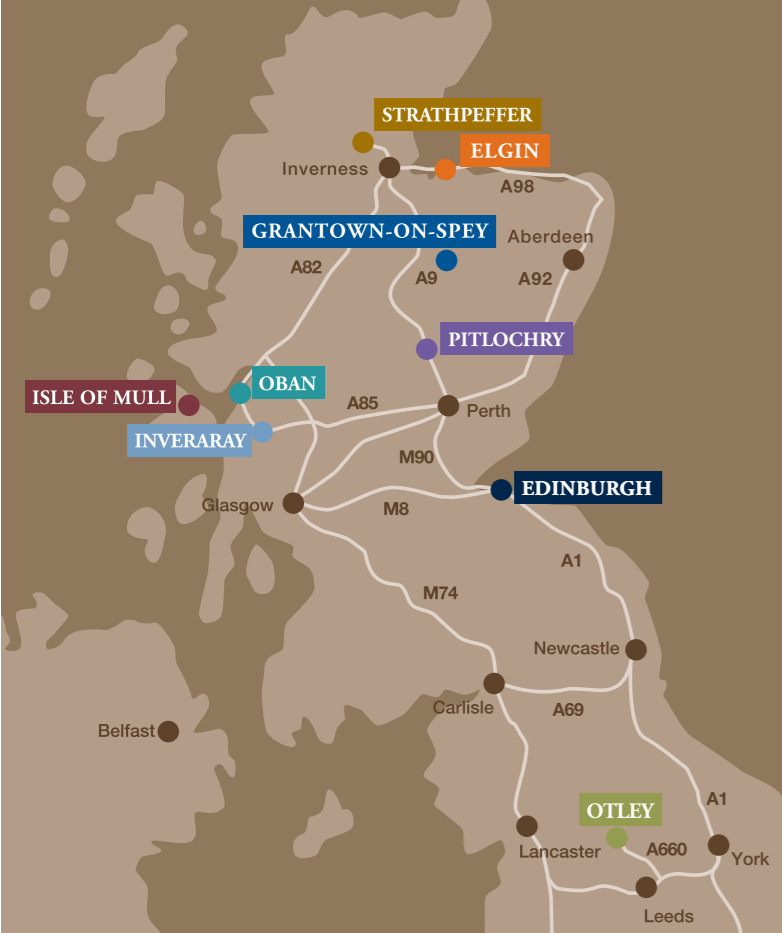 STRATHPEFFER
ELGIN
Inverness
A98
GRANTOWN-ON-SPEY
Aberdeen
A82
A9
A92
PITLOCHRY
OBAN
ISLE OF MULL
A85
Perth
INVERARAY
M90
EDINBURGH
Glasgow
M8
A1
M74
Newcastle
Carlisle
A69
Belfast
A1
OTLEY
Lancaster
A660
York
Leeds